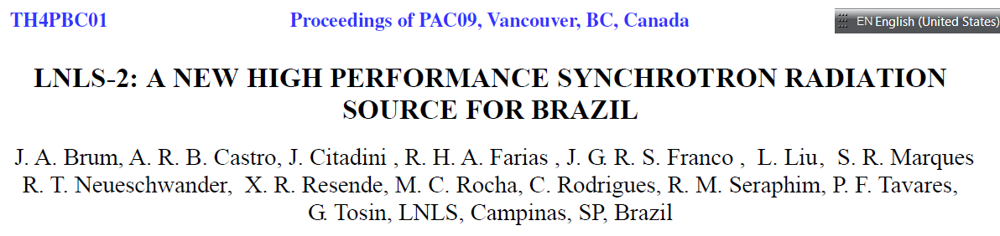 TH4PBC01 Proceedings of PAC09, Vancouver, BC, Canada EN English (United States)
LNLS-2: A NEW HIGH PERFORMANCE SYNCHROTRON RADIATION
SOURCE FOR BRAZIL
J. A. Brum, A. R. B. Castro, J. Citadini , R. H. A. Farias , J. G. R. S. Franco , L. Liu, S. R. Marques
R. T. Neueschwander, X. R. Resende, M. C. Rocha, C. Rodrigues, R. M. Seraphim, P. F. Tavares,
G. Tosin, LNLS, Campinas, SP, Brazil